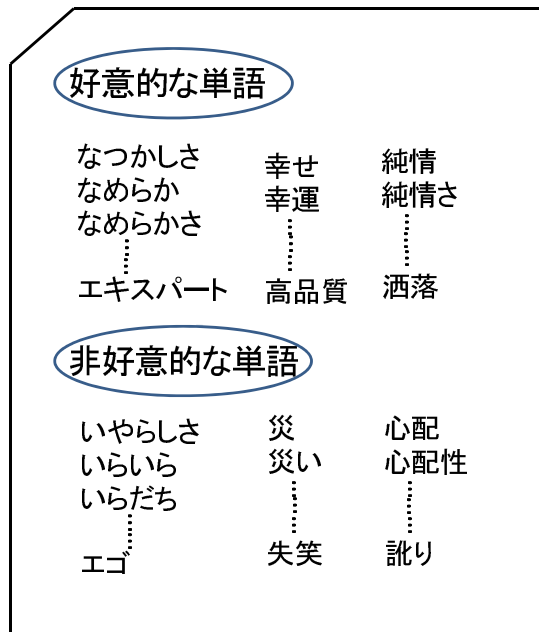 好意的な単語
なつかしさ
なめらか
なめらかさ
エキスパート
幸せ
幸運
高品質
純情
純情さ
洒落
非好意的な単語
いやらしさ
いらいら
いらだち
エゴ
災
災い
失笑
心配
心配性
訛り